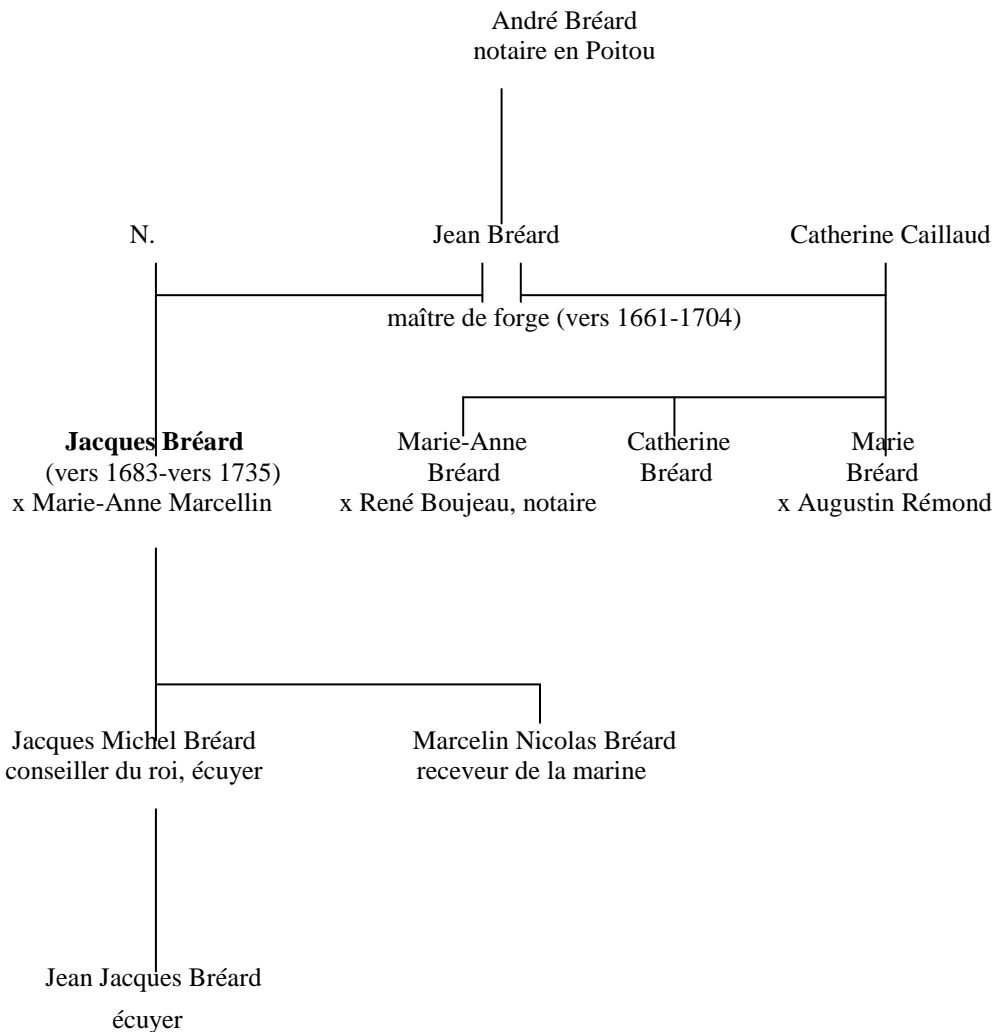 André Bréard
notaire en Poitou
N.
Jean Bréard
Catherine Caillaud
maître de forge (vers 1661-1704)
Jacques Bréard
(vers 1683-vers 1735)
x Marie-Anne Marcellin
Marie-Anne
Bréard
x René Boujeau, notaire
Catherine
Bréard
Marie
Bréard
x Augustin Rémond
Jacques Michel Bréard
conseiller du roi, écuyer
Marcelin Nicolas Bréard
receveur de la marine
Jean Jacques Bréard
écuyer